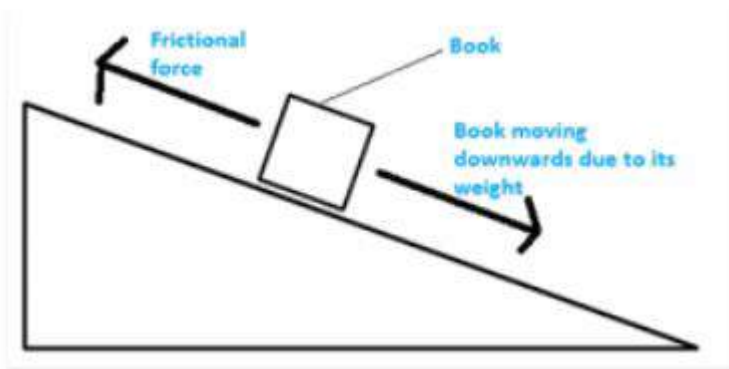 Frictional
force
Book
Book moving
downwards due to its
weight